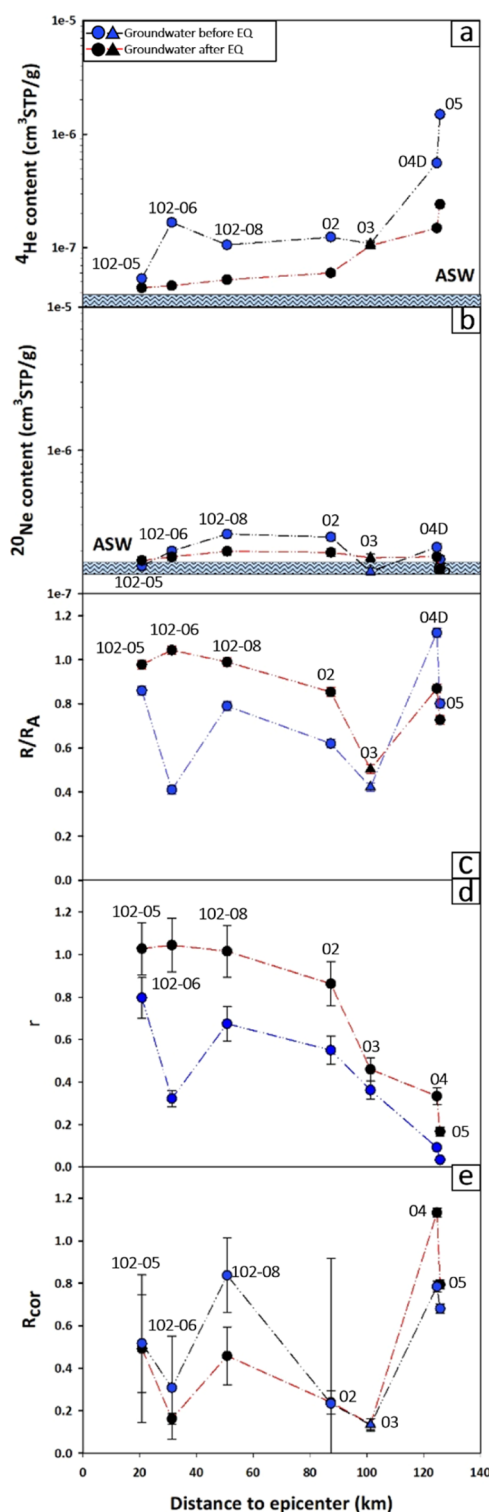 Groundwater before EQ
Groundwater after EQ
a
1e-5
1e-6
1e-7
1e-5
⁴He content (cm³STP/g)
102-05
102-06
102-08
02
03
04D
05
ASW
b
1e-6
1e-7
²⁰Ne content (cm³STP/g)
ASW
102-05
102-06
102-08
02
03
04D
c
1.2
1.0
0.8
0.6
0.4
0.2
0.0
R/R_A
102-05
102-06
102-08
02
03
04D
05
d
1.2
1.0
0.8
0.6
0.4
0.2
0.0
r
102-05
102-06
102-08
02
03
04
05
e
1.2
1.0
0.8
0.6
0.4
0.2
0.0
R_cor
102-05
102-06
102-08
02
03
04
05
0 20 40 60 80 100 120 140
Distance to epicenter (km)